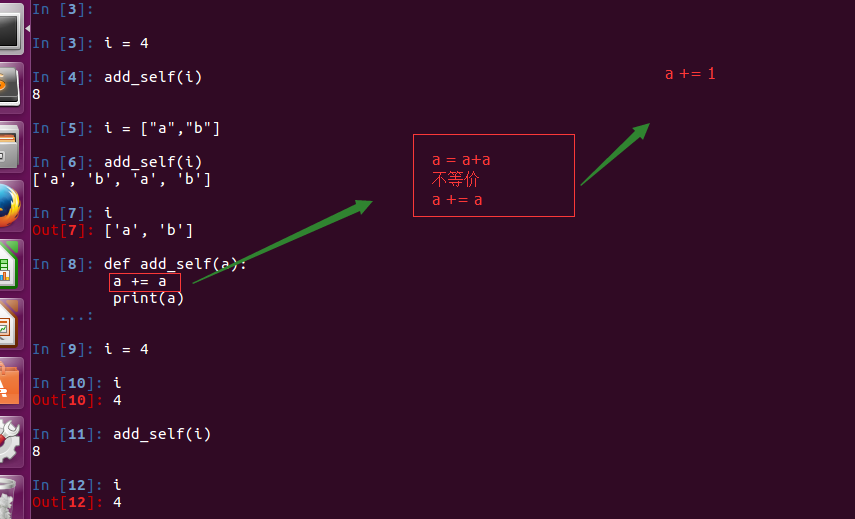 In [3]:
In [3]: i = 4
In [4]: add_self(i)
8
In [5]: i = ["a","b"]
In [6]: add_self(i)
['a', 'b', 'a', 'b']
In [7]: i
Out[7]: ['a', 'b']
In [8]: def add_self(a):
a += a
print(a)
...:
In [9]: i = 4
In [10]: i
Out[10]: 4
In [11]: add_self(i)
8
In [12]: i
Out[12]: 4
a = a+a
不等价
a += a
a += 1